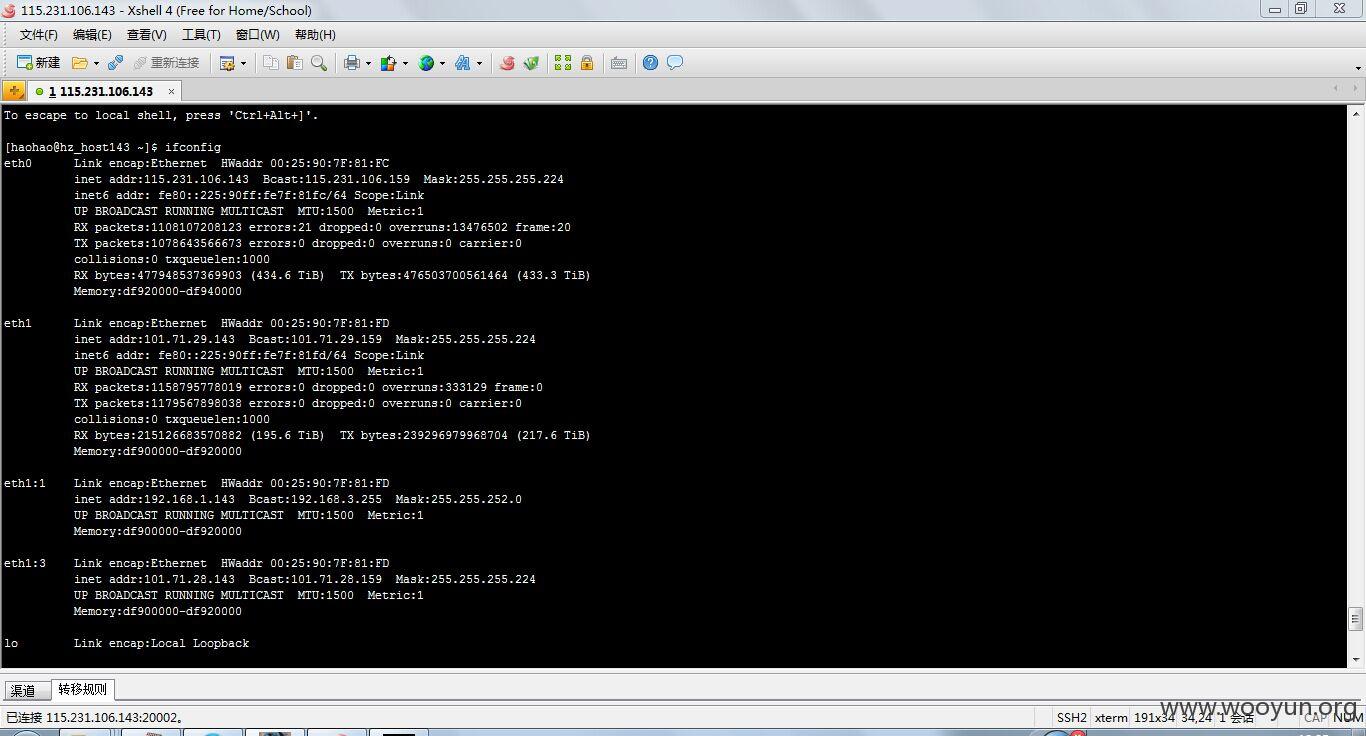 115.231.106.143 - Xshell 4 (Free for Home/School)
文件(F) 编辑(E) 查看(V) 工具(T) 窗口(W) 帮助(H)
新建 重新连接
1 115.231.106.143 ×
To escape to local shell, press 'Ctrl+Alt+]'.
[haohao@hz_host143 ~]$ ifconfig
eth0 Link encap:Ethernet HWaddr 00:25:90:7F:81:FC
inet addr:115.231.106.143 Bcast:115.231.106.159 Mask:255.255.255.224
inet6 addr: fe80::225:90ff:fe7f:81fc/64 Scope:Link
UP BROADCAST RUNNING MULTICAST MTU:1500 Metric:1
RX packets:1108107208123 errors:21 dropped:0 overruns:13476502 frame:20
TX packets:1078643566673 errors:0 dropped:0 overruns:0 carrier:0
collisions:0 txqueuelen:1000
RX bytes:477948537369903 (434.6 TiB) TX bytes:476503700561464 (433.3 TiB)
Memory:df920000-df940000
eth1 Link encap:Ethernet HWaddr 00:25:90:7F:81:FD
inet addr:101.71.29.143 Bcast:101.71.29.159 Mask:255.255.255.224
inet6 addr: fe80::225:90ff:fe7f:81fd/64 Scope:Link
UP BROADCAST RUNNING MULTICAST MTU:1500 Metric:1
RX packets:1158795778019 errors:0 dropped:0 overruns:333129 frame:0
TX packets:1179567898038 errors:0 dropped:0 overruns:0 carrier:0
collisions:0 txqueuelen:1000
RX bytes:215126683570882 (195.6 TiB) TX bytes:239296979968704 (217.6 TiB)
Memory:df900000-df920000
eth1:1 Link encap:Ethernet HWaddr 00:25:90:7F:81:FD
inet addr:192.168.1.143 Bcast:192.168.3.255 Mask:255.255.252.0
UP BROADCAST RUNNING MULTICAST MTU:1500 Metric:1
Memory:df900000-df920000
eth1:3 Link encap:Ethernet HWaddr 00:25:90:7F:81:FD
inet addr:101.71.28.143 Bcast:101.71.28.159 Mask:255.255.255.224
UP BROADCAST RUNNING MULTICAST MTU:1500 Metric:1
Memory:df900000-df920000
lo Link encap:Local Loopback
渠道 转移规则
www.wooyun.org
已连接 115.231.106.143:20002。 SSH2 xterm 191x34 34,24 1 会话 CAP NUM